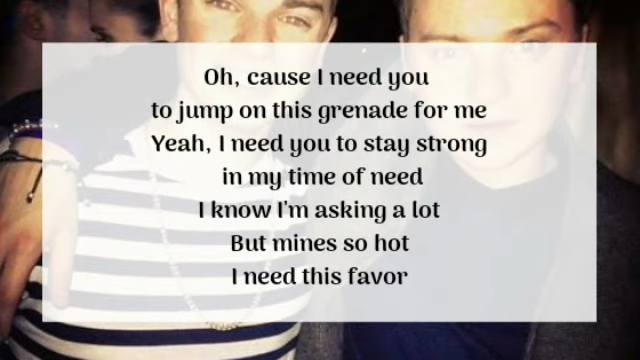 Oh, cause I need you
to jump on this grenade for me
Yeah, I need you to stay strong
in my time of need
I know I'm asking a lot
But mines so hot
I need this favor